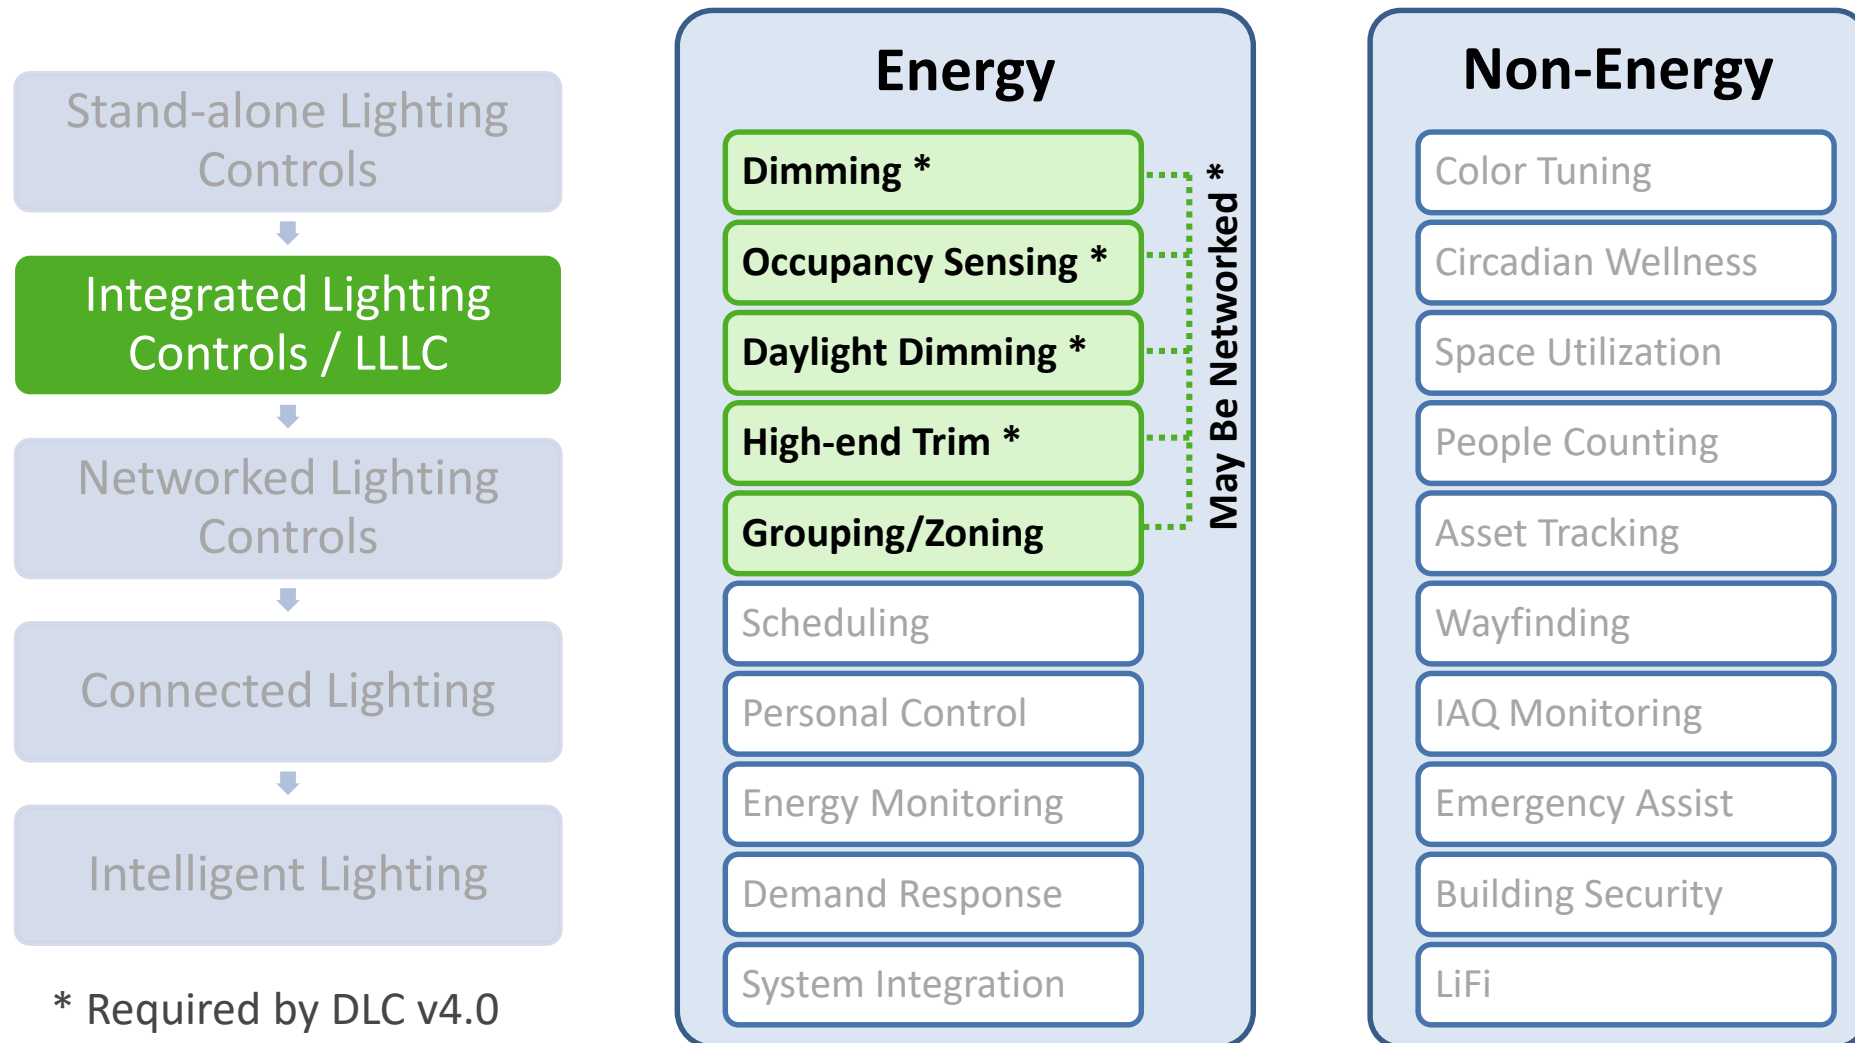 Stand-alone Lighting
Controls
Integrated Lighting
Controls / LLLC
Networked Lighting
Controls
Connected Lighting
Intelligent Lighting
* Required by DLC v4.0
Energy
Dimming *
Occupancy Sensing *
Daylight Dimming *
High-end Trim *
Grouping/Zoning
Scheduling
Personal Control
Energy Monitoring
Demand Response
System Integration
May Be Networked *
Non-Energy
Color Tuning
Circadian Wellness
Space Utilization
People Counting
Asset Tracking
Wayfinding
IAQ Monitoring
Emergency Assist
Building Security
LiFi